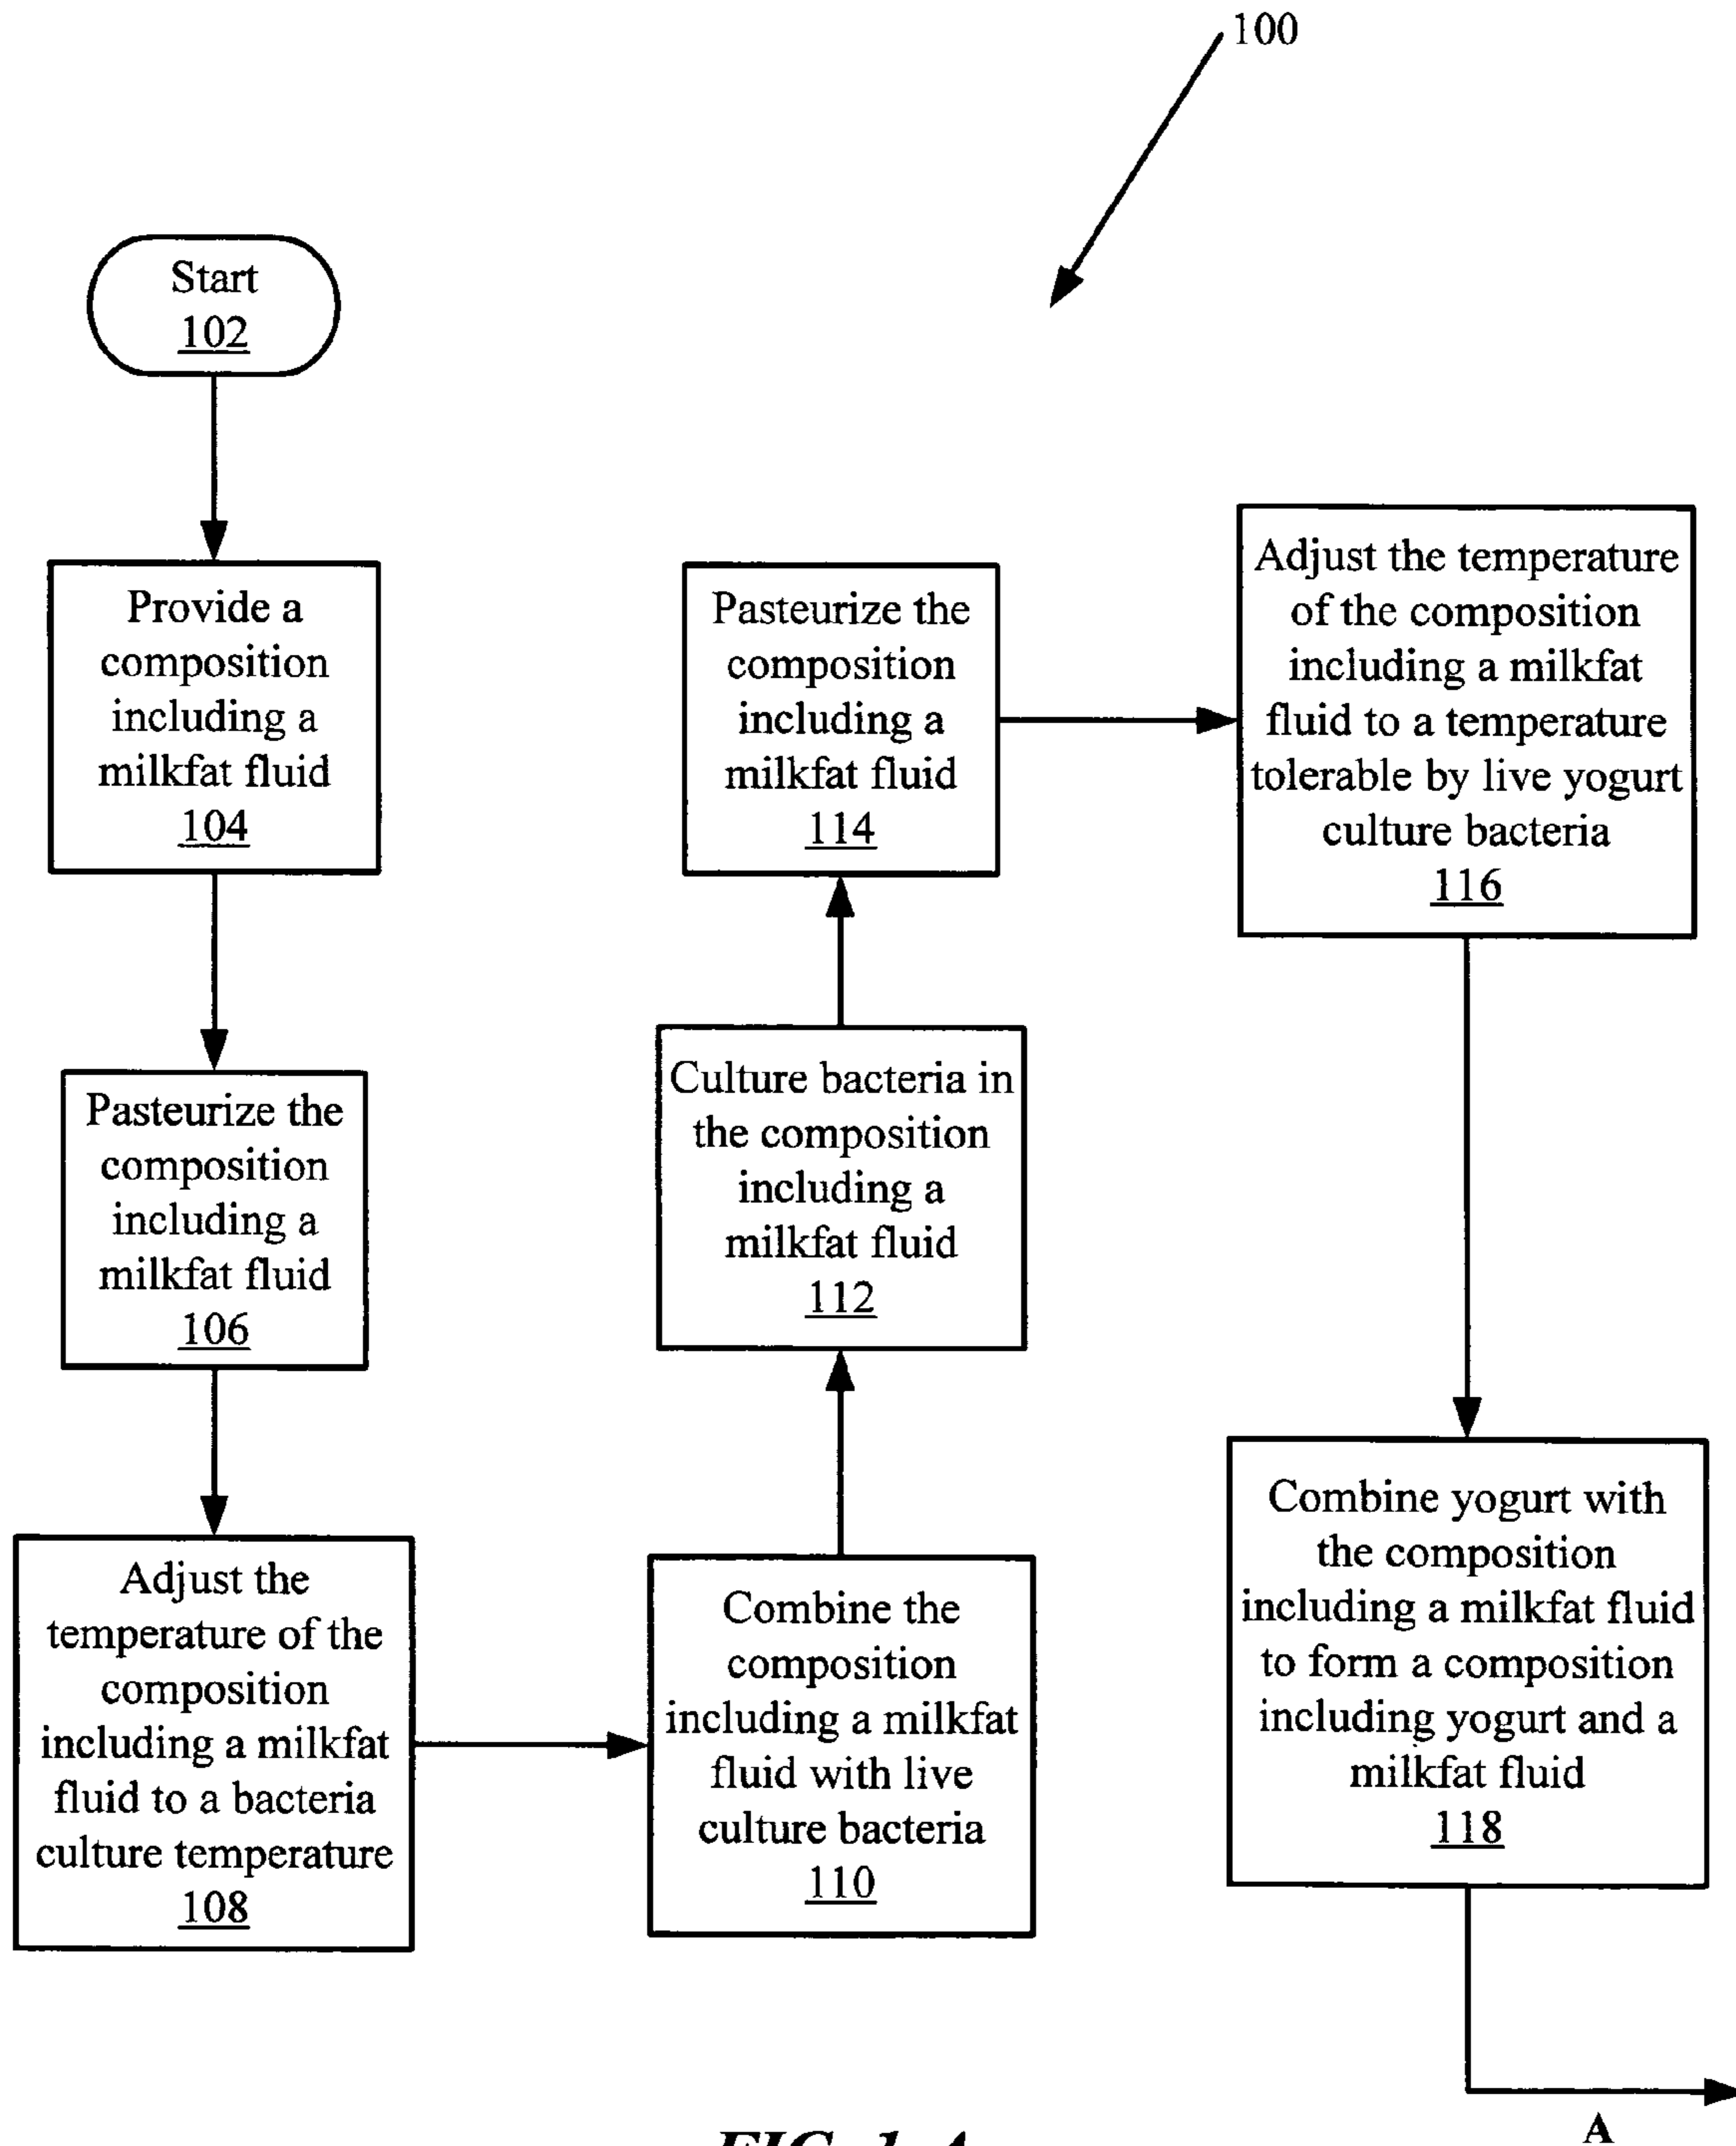 100
Start
102
Provide a
composition
including a
milkfat fluid
104
Pasteurize the
composition
including a
milkfat fluid
106
Adjust the
temperature of the
composition
including a milkfat
fluid to a bacteria
culture temperature
108
Combine the
composition
including a milkfat
fluid with live
culture bacteria
110
Culture bacteria in
the composition
including a
milkfat fluid
112
Pasteurize the
composition
including a
milkfat fluid
114
Adjust the temperature
of the composition
including a milkfat
fluid to a temperature
tolerable by live yogurt
culture bacteria
116
Combine yogurt with
the composition
including a milkfat fluid
to form a composition
including yogurt and a
milkfat fluid
118
A
FIG. 1-A